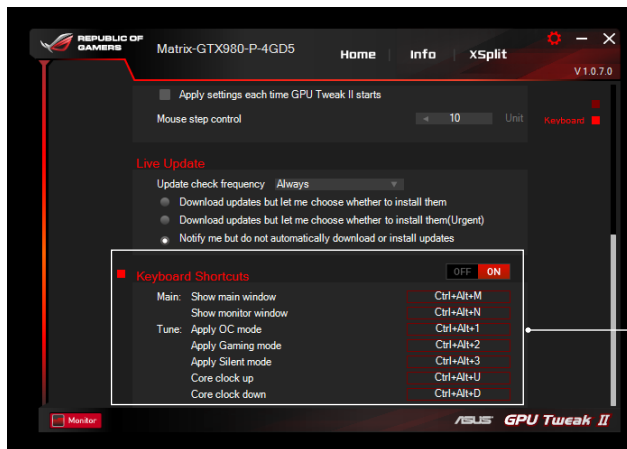 REPUBLIC OF
GAMERS
Matrix-GTX980-P-4GD5
Home
Info
XSplit
V 1.0.7.0
Apply settings each time GPU Tweak II starts
Mouse step control 10 Unit
Keyboard
Live Update
Update check frequency Always
Download updates but let me choose whether to install them
Download updates but let me choose whether to install them(Urgent)
Notify me but do not automatically download or install updates
Keyboard Shortcuts OFF ON
Main: Show main window Ctrl+Alt+M
Show monitor window Ctrl+Alt+N
Tune: Apply OC mode Ctrl+Alt+1
Apply Gaming mode Ctrl+Alt+2
Apply Silent mode Ctrl+Alt+3
Core clock up Ctrl+Alt+U
Core clock down Ctrl+Alt+D
Monitor
ASUS GPU Tweak II